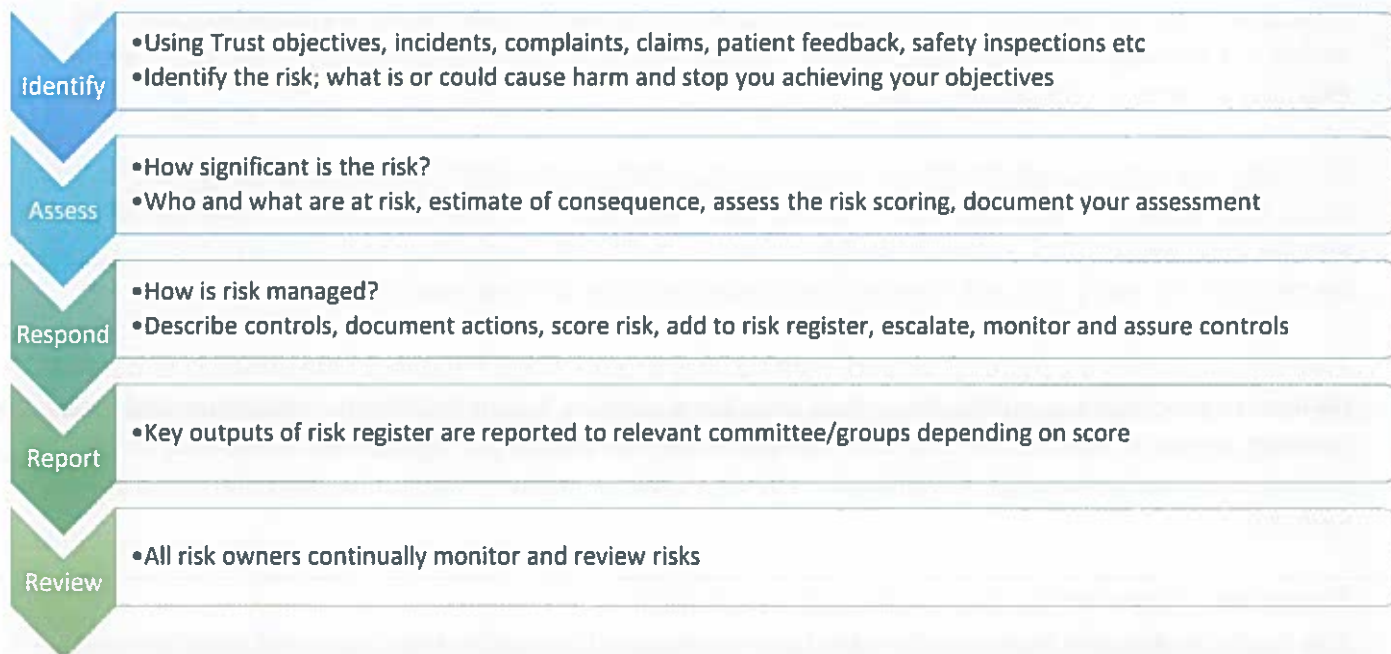 Identify
•Using Trust objectives, incidents, complaints, claims, patient feedback, safety inspections etc
•Identify the risk; what is or could cause harm and stop you achieving your objectives
Assess
•How significant is the risk?
•Who and what are at risk, estimate of consequence, assess the risk scoring, document your assessment
Respond
•How is risk managed?
•Describe controls, document actions, score risk, add to risk register, escalate, monitor and assure controls
Report
•Key outputs of risk register are reported to relevant committee/groups depending on score
Review
•All risk owners continually monitor and review risks